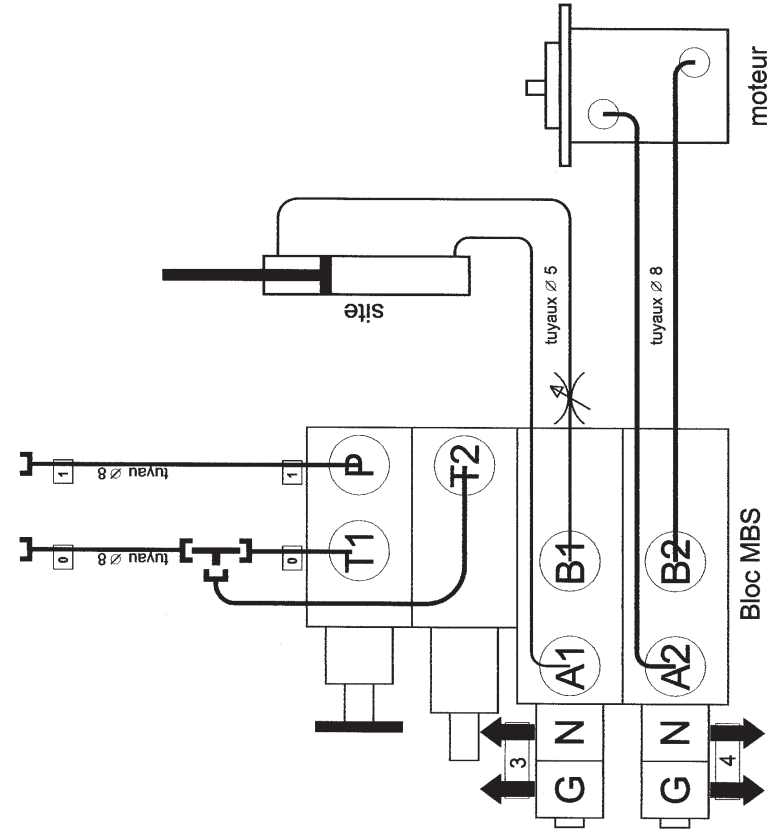 moteur
tuyaux Ø 5
tuyaux Ø 8
site
1
tuyau Ø 8
1
P
T2
0
tuyau Ø 8
0
T1
B1
B2
Bloc MBS
A1
A2
3
N
N
4
G
G